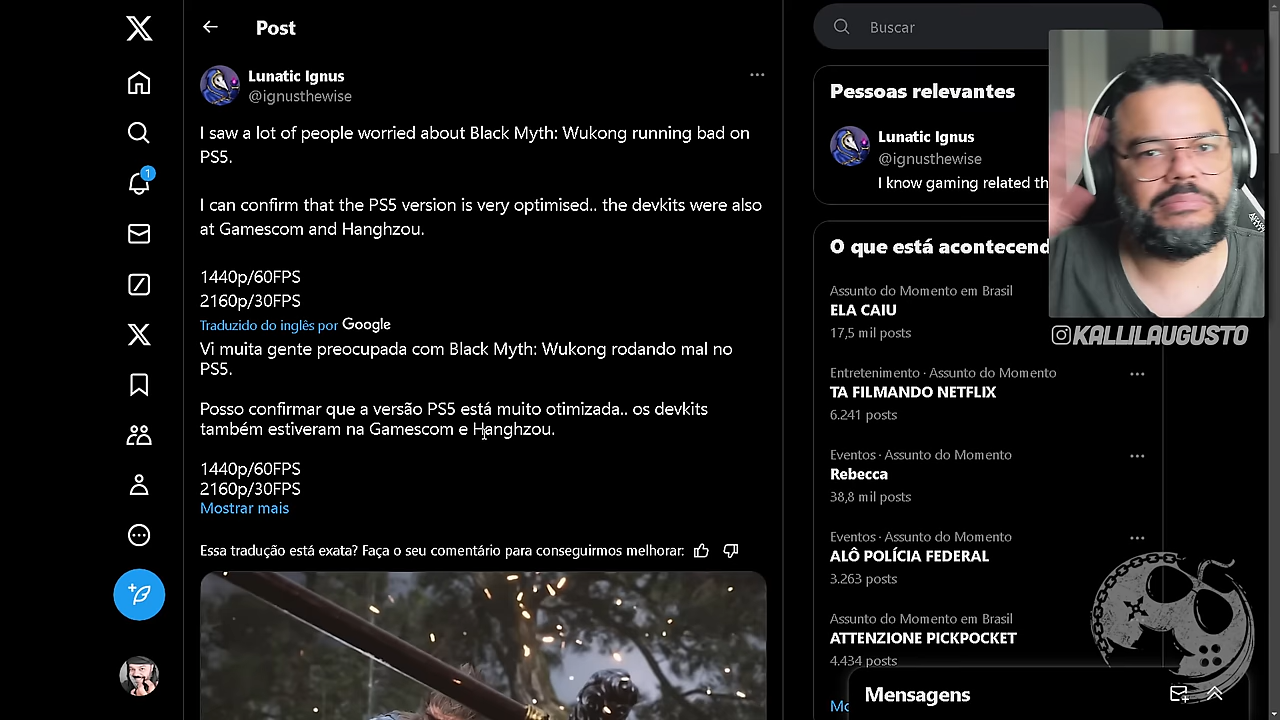 Post
Buscar
Lunatic Ignus
@ignusthewise
I saw a lot of people worried about Black Myth: Wukong running bad on
PS5.
I can confirm that the PS5 version is very optimised.. the devkits were also
at Gamescom and Hanghzou.
1440p/60FPS
2160p/30FPS
Traduzido do inglês por Google
Vi muita gente preocupada com Black Myth: Wukong rodando mal no
PS5.
Posso confirmar que a versão PS5 está muito otimizada.. os devkits
também estiveram na Gamescom e Hanghzou.
1440p/60FPS
2160p/30FPS
Mostrar mais
Essa tradução está exata? Faça o seu comentário para conseguirmos melhorar:
1
Pessoas relevantes
Lunatic Ignus
@ignusthewise
I know gaming related th
O que está acontecend
Assunto do Momento em Brasil
ELA CAIU
17,5 mil posts
KALLILAUGUSTO
Entretenimento · Assunto do Momento
TA FILMANDO NETFLIX
6.241 posts
Eventos · Assunto do Momento
Rebecca
38,8 mil posts
Eventos · Assunto do Momento
ALÔ POLÍCIA FEDERAL
3.263 posts
Assunto do Momento em Brasil
ATTENZIONE PICKPOCKET
4.434 posts
Mo
Mensagens